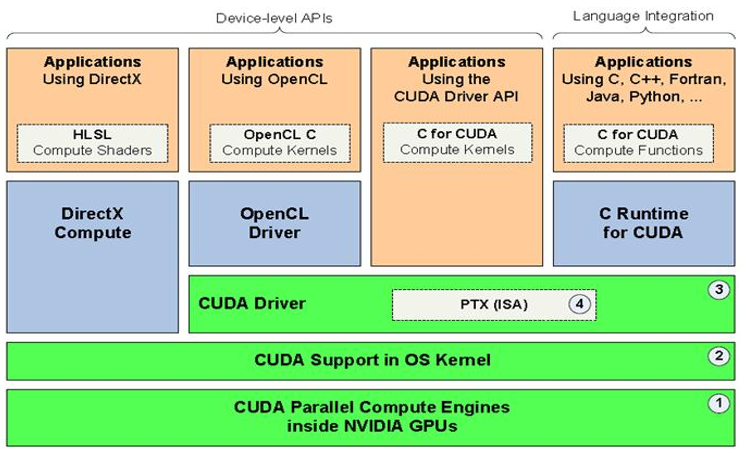 Device-level APIs
Language Integration
Applications
Using DirectX
HLSL
Compute Shaders
Applications
Using OpenCL
OpenCL C
Compute Kernels
Applications
Using the
CUDA Driver API
C for CUDA
Compute Kernels
Applications
Using C, C++, Fortran,
Java, Python, ...
C for CUDA
Compute Functions
DirectX
Compute
OpenCL
Driver
C Runtime
for CUDA
CUDA Driver
PTX (ISA)
4
3
CUDA Support in OS Kernel
2
CUDA Parallel Compute Engines
inside NVIDIA GPUs
1